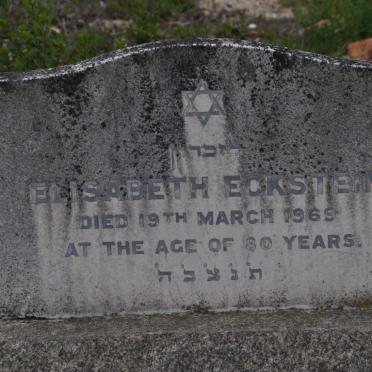 ELISABETH ECKSTEIN
DIED 19TH MARCH 1969
AT THE AGE OF 80 YEARS.
ת נ צ ב ה